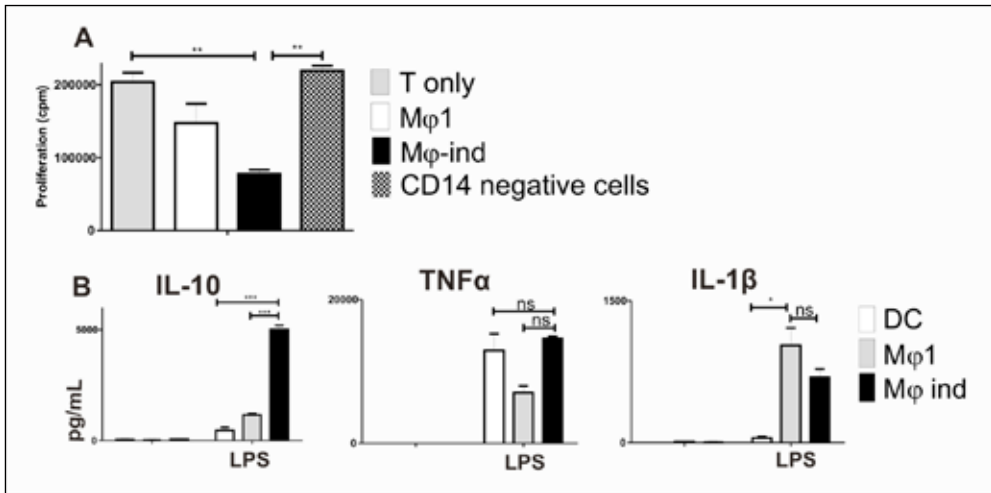 A
**
**
Proliferation (cpm)
200000
100000
0
T only
Mφ1
Mφ-ind
CD14 negative cells
B
IL-10
***
***
5000
0
pg/mL
LPS
TNFα
20000
0
ns
ns
LPS
IL-1β
1500
0
*
ns
LPS
DC
Mφ1
Mφ ind